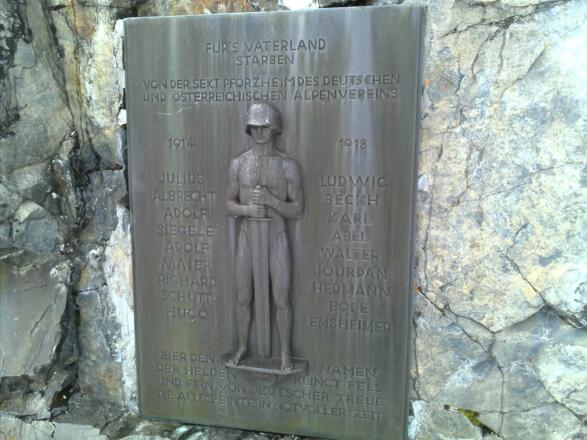 FUR'S VATERLAND
STARBEN
VON DER SEKT PFORZHEIM DES DEUTSCHEN
UND ÖSTERREICHISCHEN ALPENVEREINS
1914
JULIUS
ALBRECHT
ADOLF
SIEGELE
ADOLF
MAIER
RICHARD
SCHÜTT
HUGO
1918
LUDWIG
BECKH
KARL
ABEL
WALTER
JOURDAN
HERMANN
BODE
EMSHEIMER
ÜBER DEN NAMEN
DER HELDEN KLINGT FELS
UND FIRN VON DEUTSCHER TREUE
DIE ALLES EINTE IN NOTVOLLER ZEIT